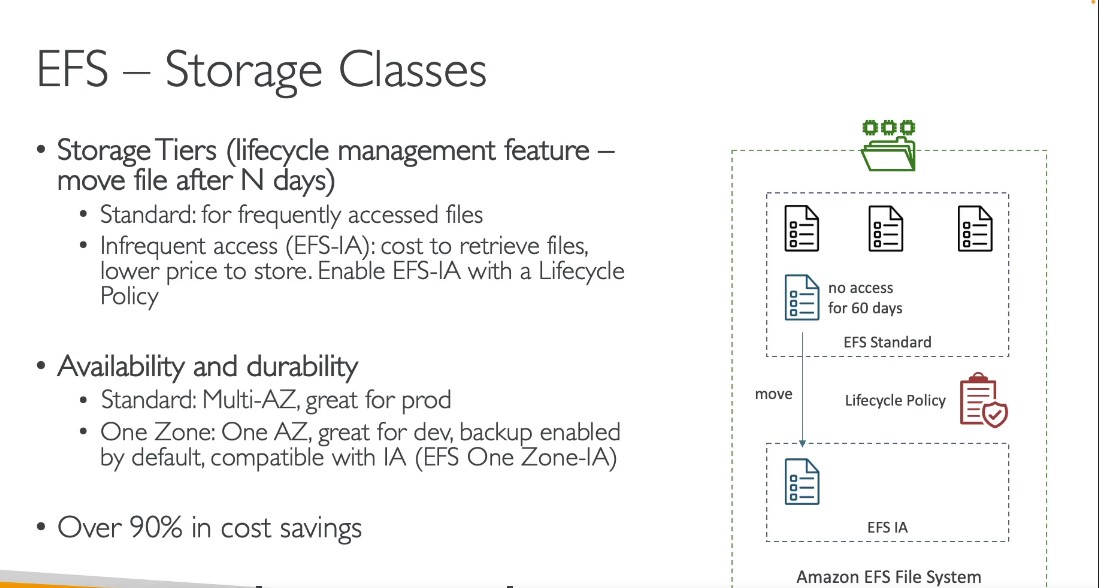 EFS – Storage Classes
• Storage Tiers (lifecycle management feature –
move file after N days)
• Standard: for frequently accessed files
• Infrequent access (EFS-IA): cost to retrieve files,
lower price to store. Enable EFS-IA with a Lifecycle
Policy
• Availability and durability
• Standard: Multi-AZ, great for prod
• One Zone: One AZ, great for dev, backup enabled
by default, compatible with IA (EFS One Zone-IA)
• Over 90% in cost savings
no access
for 60 days
EFS Standard
move
Lifecycle Policy
EFS IA
Amazon EFS File System